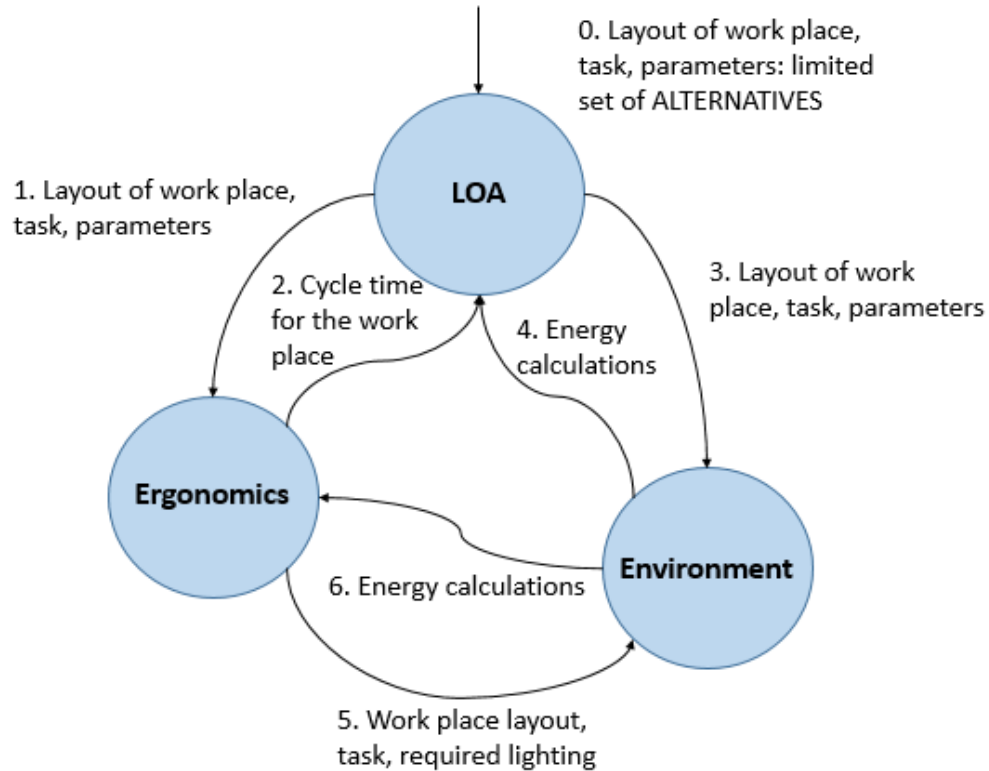 0. Layout of work place,
task, parameters: limited
set of ALTERNATIVES
LOA
1. Layout of work place,
task, parameters
2. Cycle time
for the work
place
3. Layout of work
place, task, parameters
4. Energy
calculations
Ergonomics
Environment
6. Energy calculations
5. Work place layout,
task, required lighting